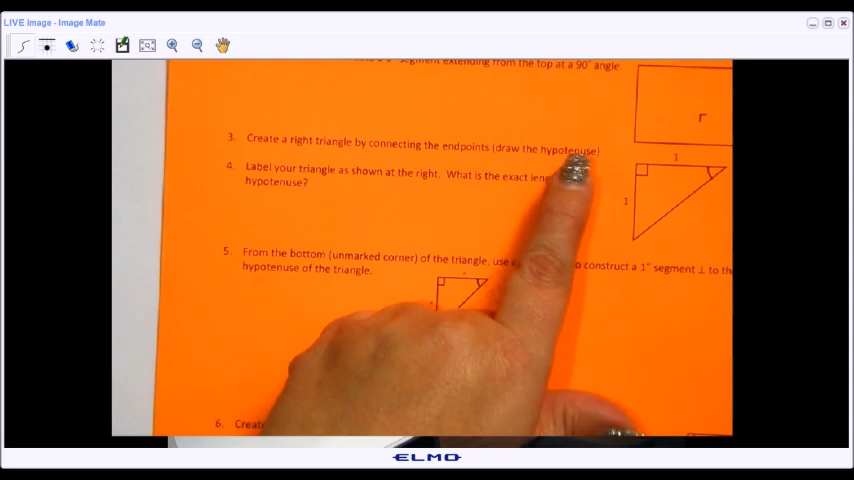 LIVE image - Image Mate
segment extending from the top at a 90° angle.
r
3. Create a right triangle by connecting the endpoints (draw the hypotenuse)
4. Label your triangle as shown at the right. What is the exact
hypotenuse?
1
1
5. From the bottom (unmarked corner) of the triangle, use to construct a 1" segment ⊥ to
hypotenuse of the triangle.
6.
ELMO